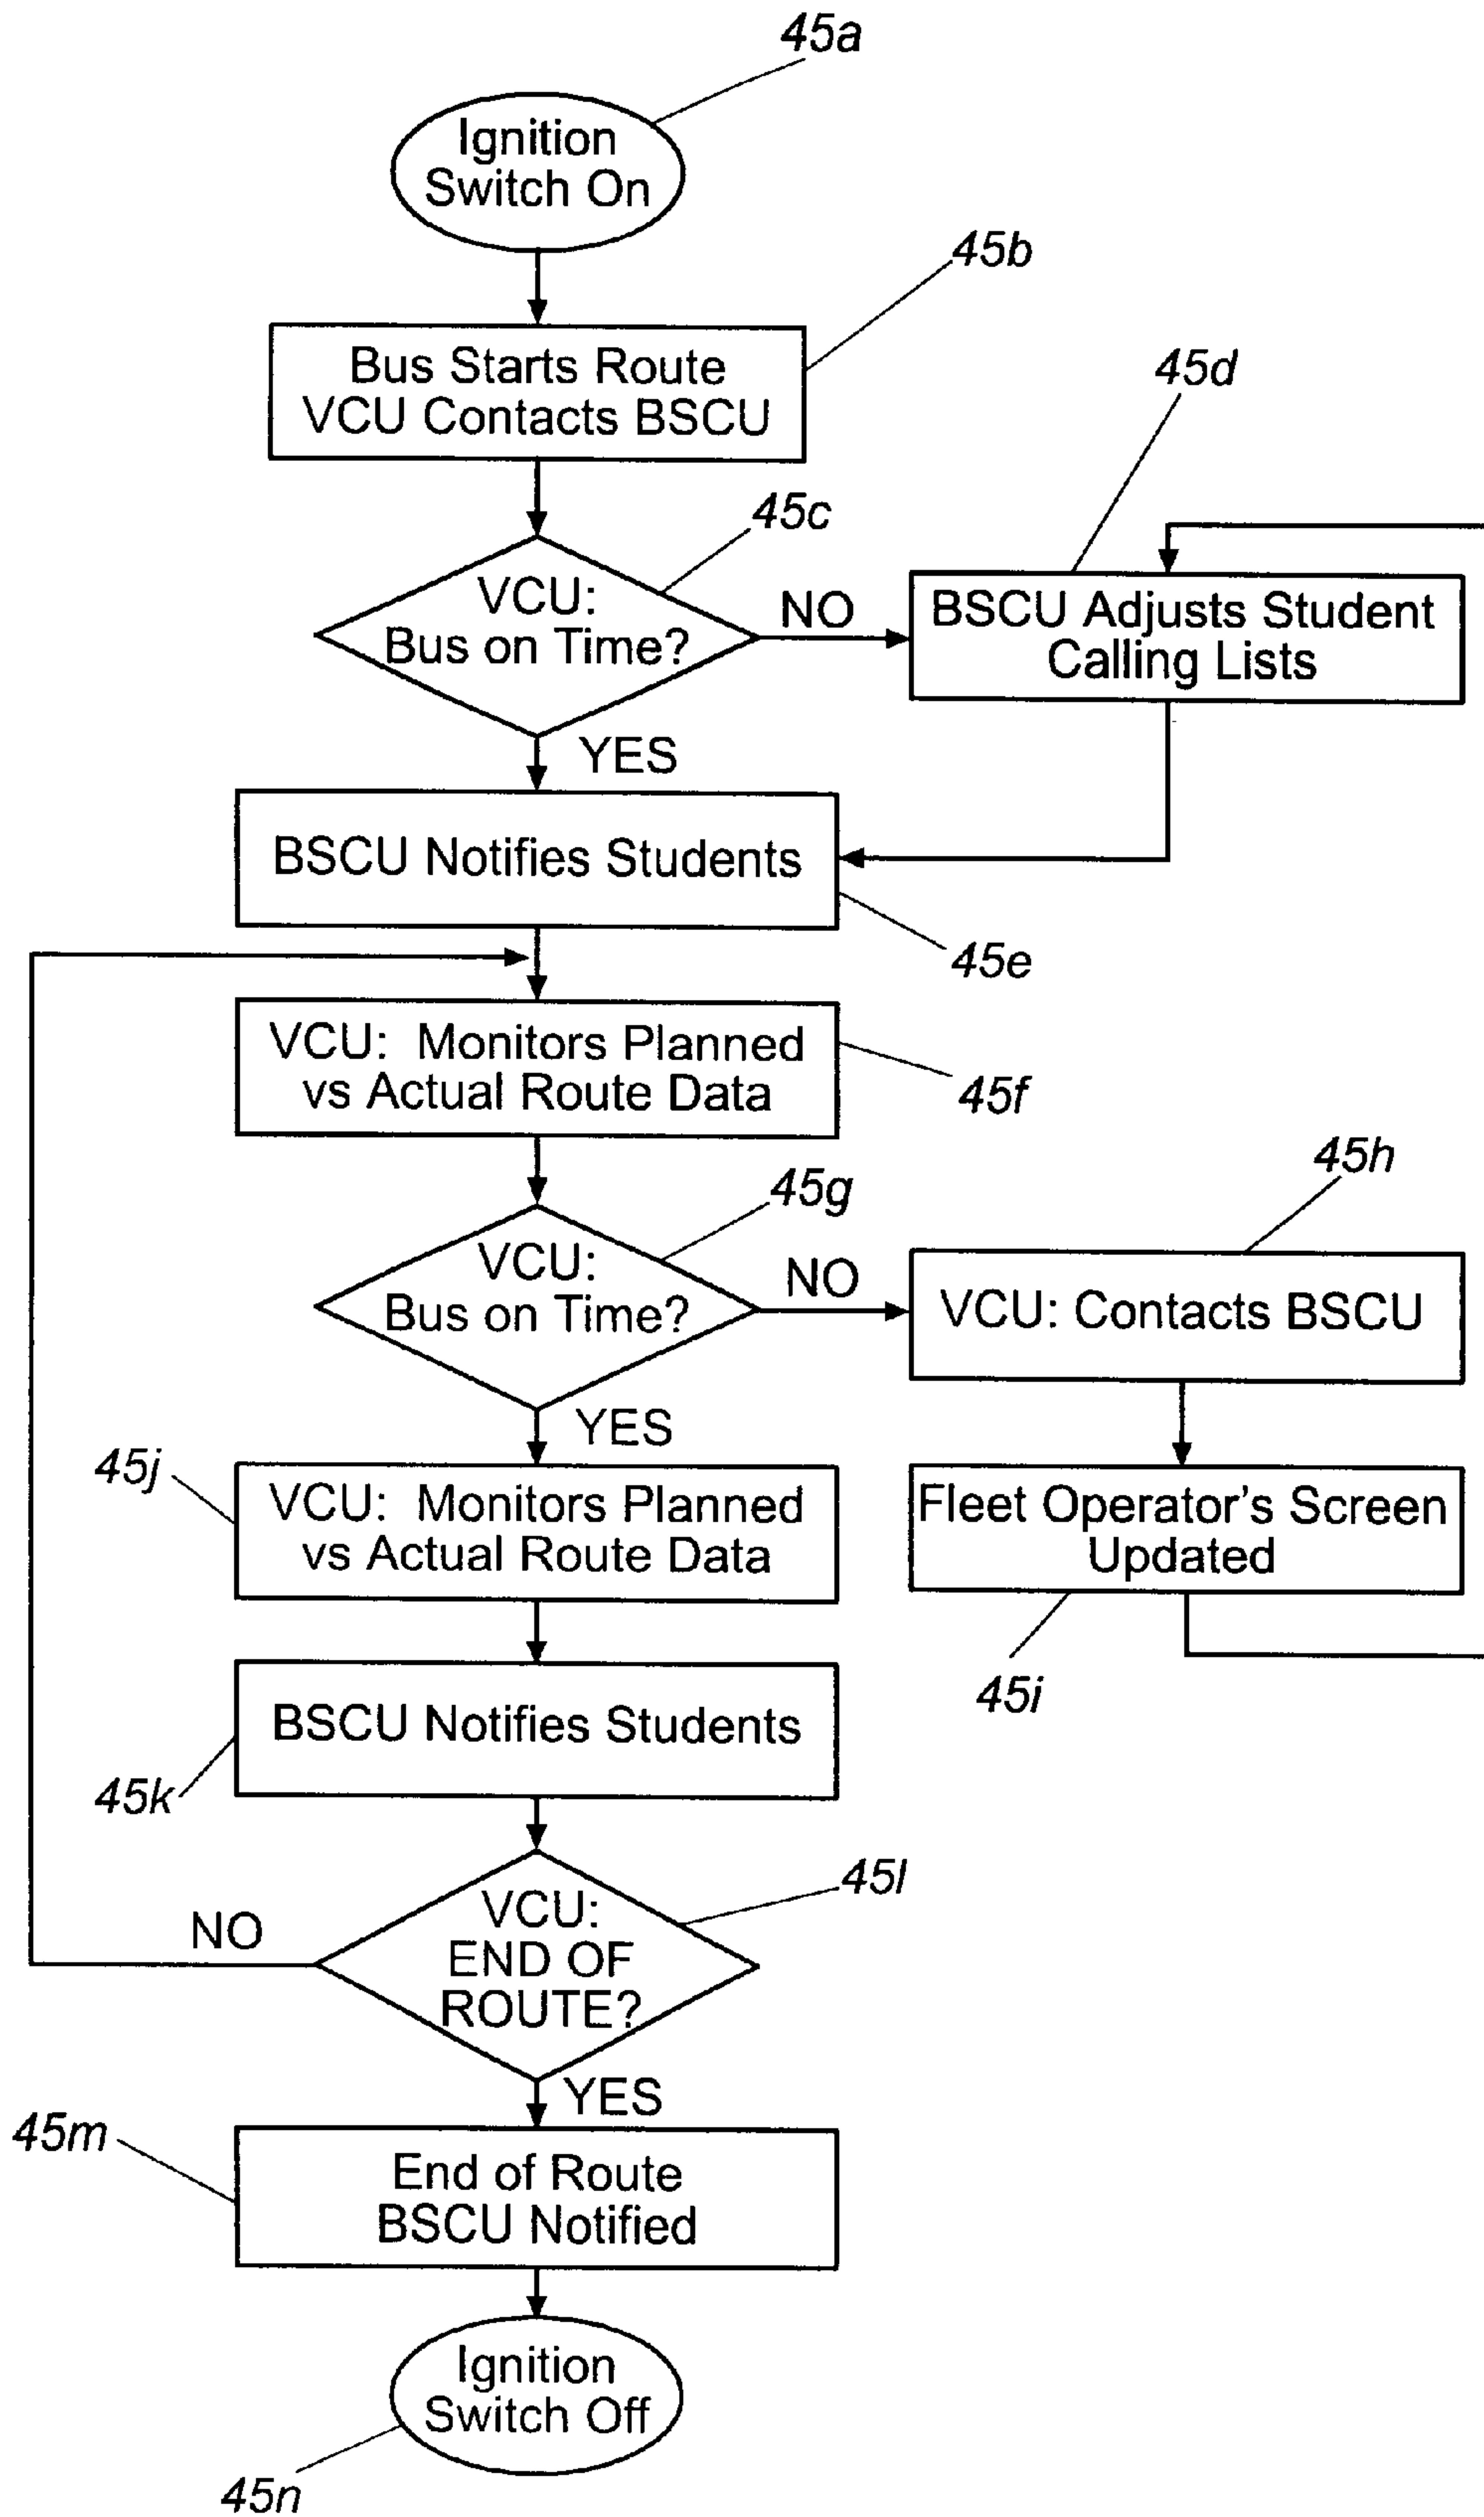 45a
Ignition
Switch On
45b
Bus Starts Route
VCU Contacts BSCU
45d
45c
VCU:
Bus on Time?
NO
BSCU Adjusts Student
Calling Lists
YES
BSCU Notifies Students
45e
VCU: Monitors Planned
vs Actual Route Data
45f
45g
45h
VCU:
Bus on Time?
NO
VCU: Contacts BSCU
YES
45j
VCU: Monitors Planned
vs Actual Route Data
Fleet Operator's Screen
Updated
45i
BSCU Notifies Students
45k
45l
VCU:
END OF
ROUTE?
NO
YES
45m
End of Route
BSCU Notified
Ignition
Switch Off
45n